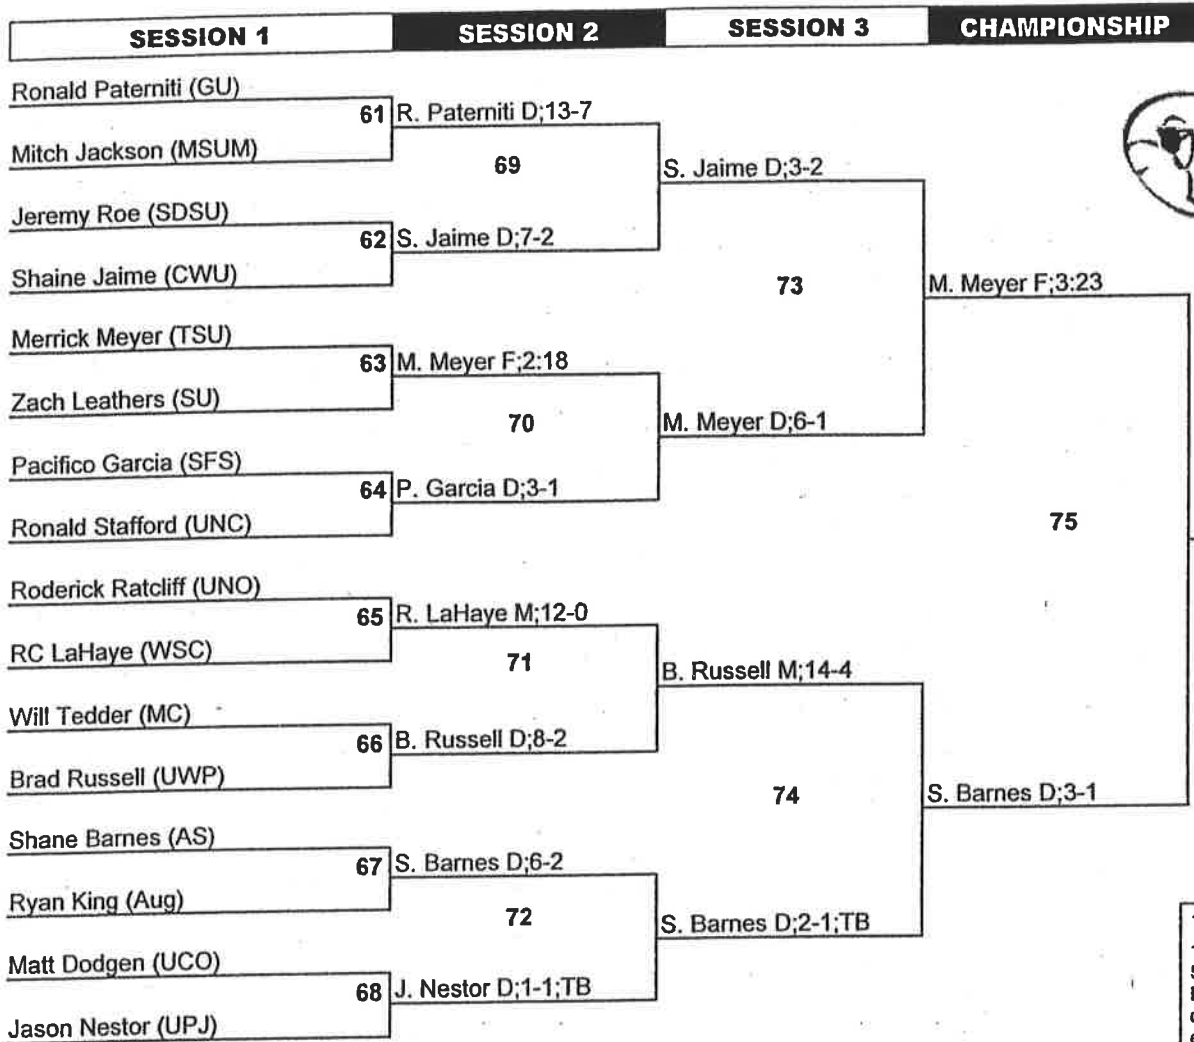 SESSION 1 SESSION 2 SESSION 3 CHAMPIONSHIP
Ronald Paterniti (GU)
61 R. Paterniti D;13-7
Mitch Jackson (MSUM)
69
S. Jaime D;3-2
Jeremy Roe (SDSU)
62 S. Jaime D;7-2
Shaine Jaime (CWU)
73
M. Meyer F;3:23
Merrick Meyer (TSU)
63 M. Meyer F;2:18
Zach Leathers (SU)
70
M. Meyer D;6-1
Pacifico Garcia (SFS)
64 P. Garcia D;3-1
Ronald Stafford (UNC)
75
Roderick Ratcliff (UNO)
65 R. LaHaye M;12-0
RC LaHaye (WSC)
71
B. Russell M;14-4
Will Tedder (MC)
66 B. Russell D;8-2
Brad Russell (UWP)
74
S. Barnes D;3-1
Shane Barnes (AS)
67 S. Barnes D;6-2
Ryan King (Aug)
72
S. Barnes D;2-1;TB
Matt Dodgen (UCO)
68 J. Nestor D;1-1;TB
Jason Nestor (UPJ)